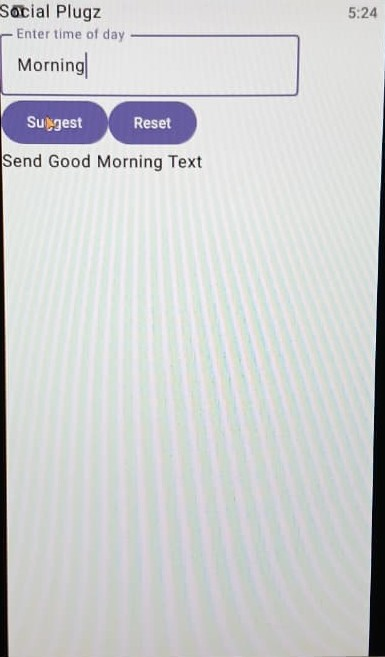 Social Plugz
5:24
Enter time of day
Morning
Suggest
Reset
Send Good Morning Text